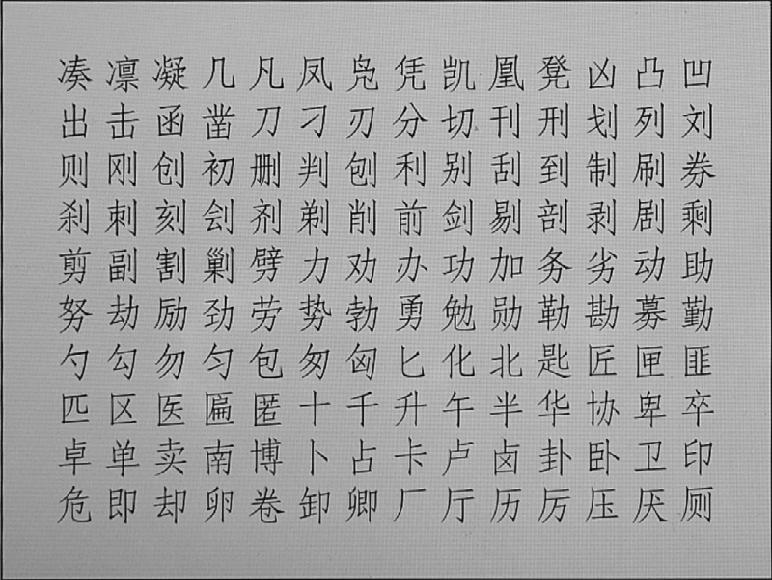 凑凛凝几凡凤凫凭凯凰凳凶凸凹
出击函凿刀刁刃分切刊刑划列刘
则刚创初删判刨利别刮到制刷券
刹刺刻刽剂剃削前剑剔剖剥剧剩
剪副割剿劈力劝办功加务劣动助
努劫励劲劳势勃勇勉勋勒勘募勤
勺勾勿匀包匆匈匕化北匙匠匣匪
匹区医匾匿十千升午半华协卑卒
卓单卖南博卜占卡卢卤卦卧卫印
危即却卵卷卸卿厂厅历厉压厌厕